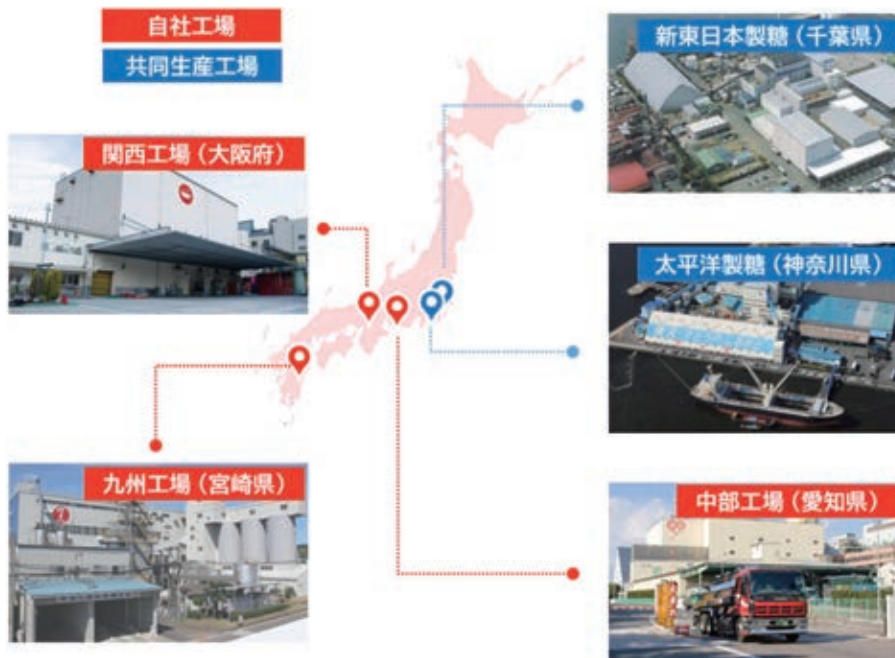 自社工場
共同生産工場
新東日本製糖（千葉県）
関西工場（大阪府）
太平洋製糖（神奈川県）
九州工場（宮崎県）
中部工場（愛知県）